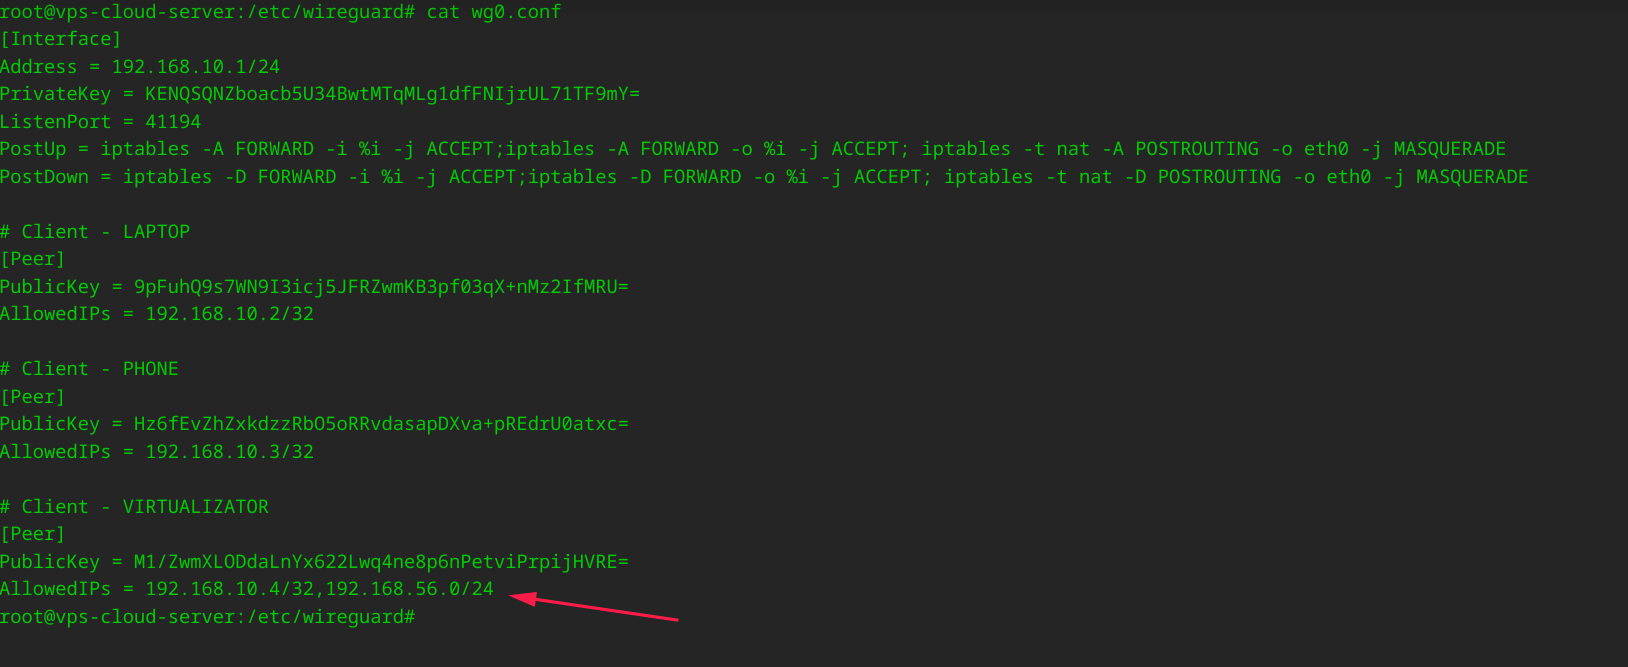 root@vps-cloud-server:/etc/wireguard# cat wg0.conf
[Interface]
Address = 192.168.10.1/24
PrivateKey = KENQSQNZboacb5U34BwtMTqMLg1dfFNIjrUL71TF9mY=
ListenPort = 41194
PostUp = iptables -A FORWARD -i %i -j ACCEPT;iptables -A FORWARD -o %i -j ACCEPT; iptables -t nat -A POSTROUTING -o eth0 -j MASQUERADE
PostDown = iptables -D FORWARD -i %i -j ACCEPT;iptables -D FORWARD -o %i -j ACCEPT; iptables -t nat -D POSTROUTING -o eth0 -j MASQUERADE
# Client - LAPTOP
[Peer]
PublicKey = 9pFuhQ9s7WN9I3icj5JFRZwmKB3pf03qX+nMz2IfMRU=
AllowedIPs = 192.168.10.2/32
# Client - PHONE
[Peer]
PublicKey = Hz6fEvZhZxkdzzRbO5oRRvdasapDXva+pREdrU0atxc=
AllowedIPs = 192.168.10.3/32
# Client - VIRTUALIZATOR
[Peer]
PublicKey = M1/ZwmXLODdaLnYx622Lwq4ne8p6nPetviPrpijHVRE=
AllowedIPs = 192.168.10.4/32,192.168.56.0/24
root@vps-cloud-server:/etc/wireguard#